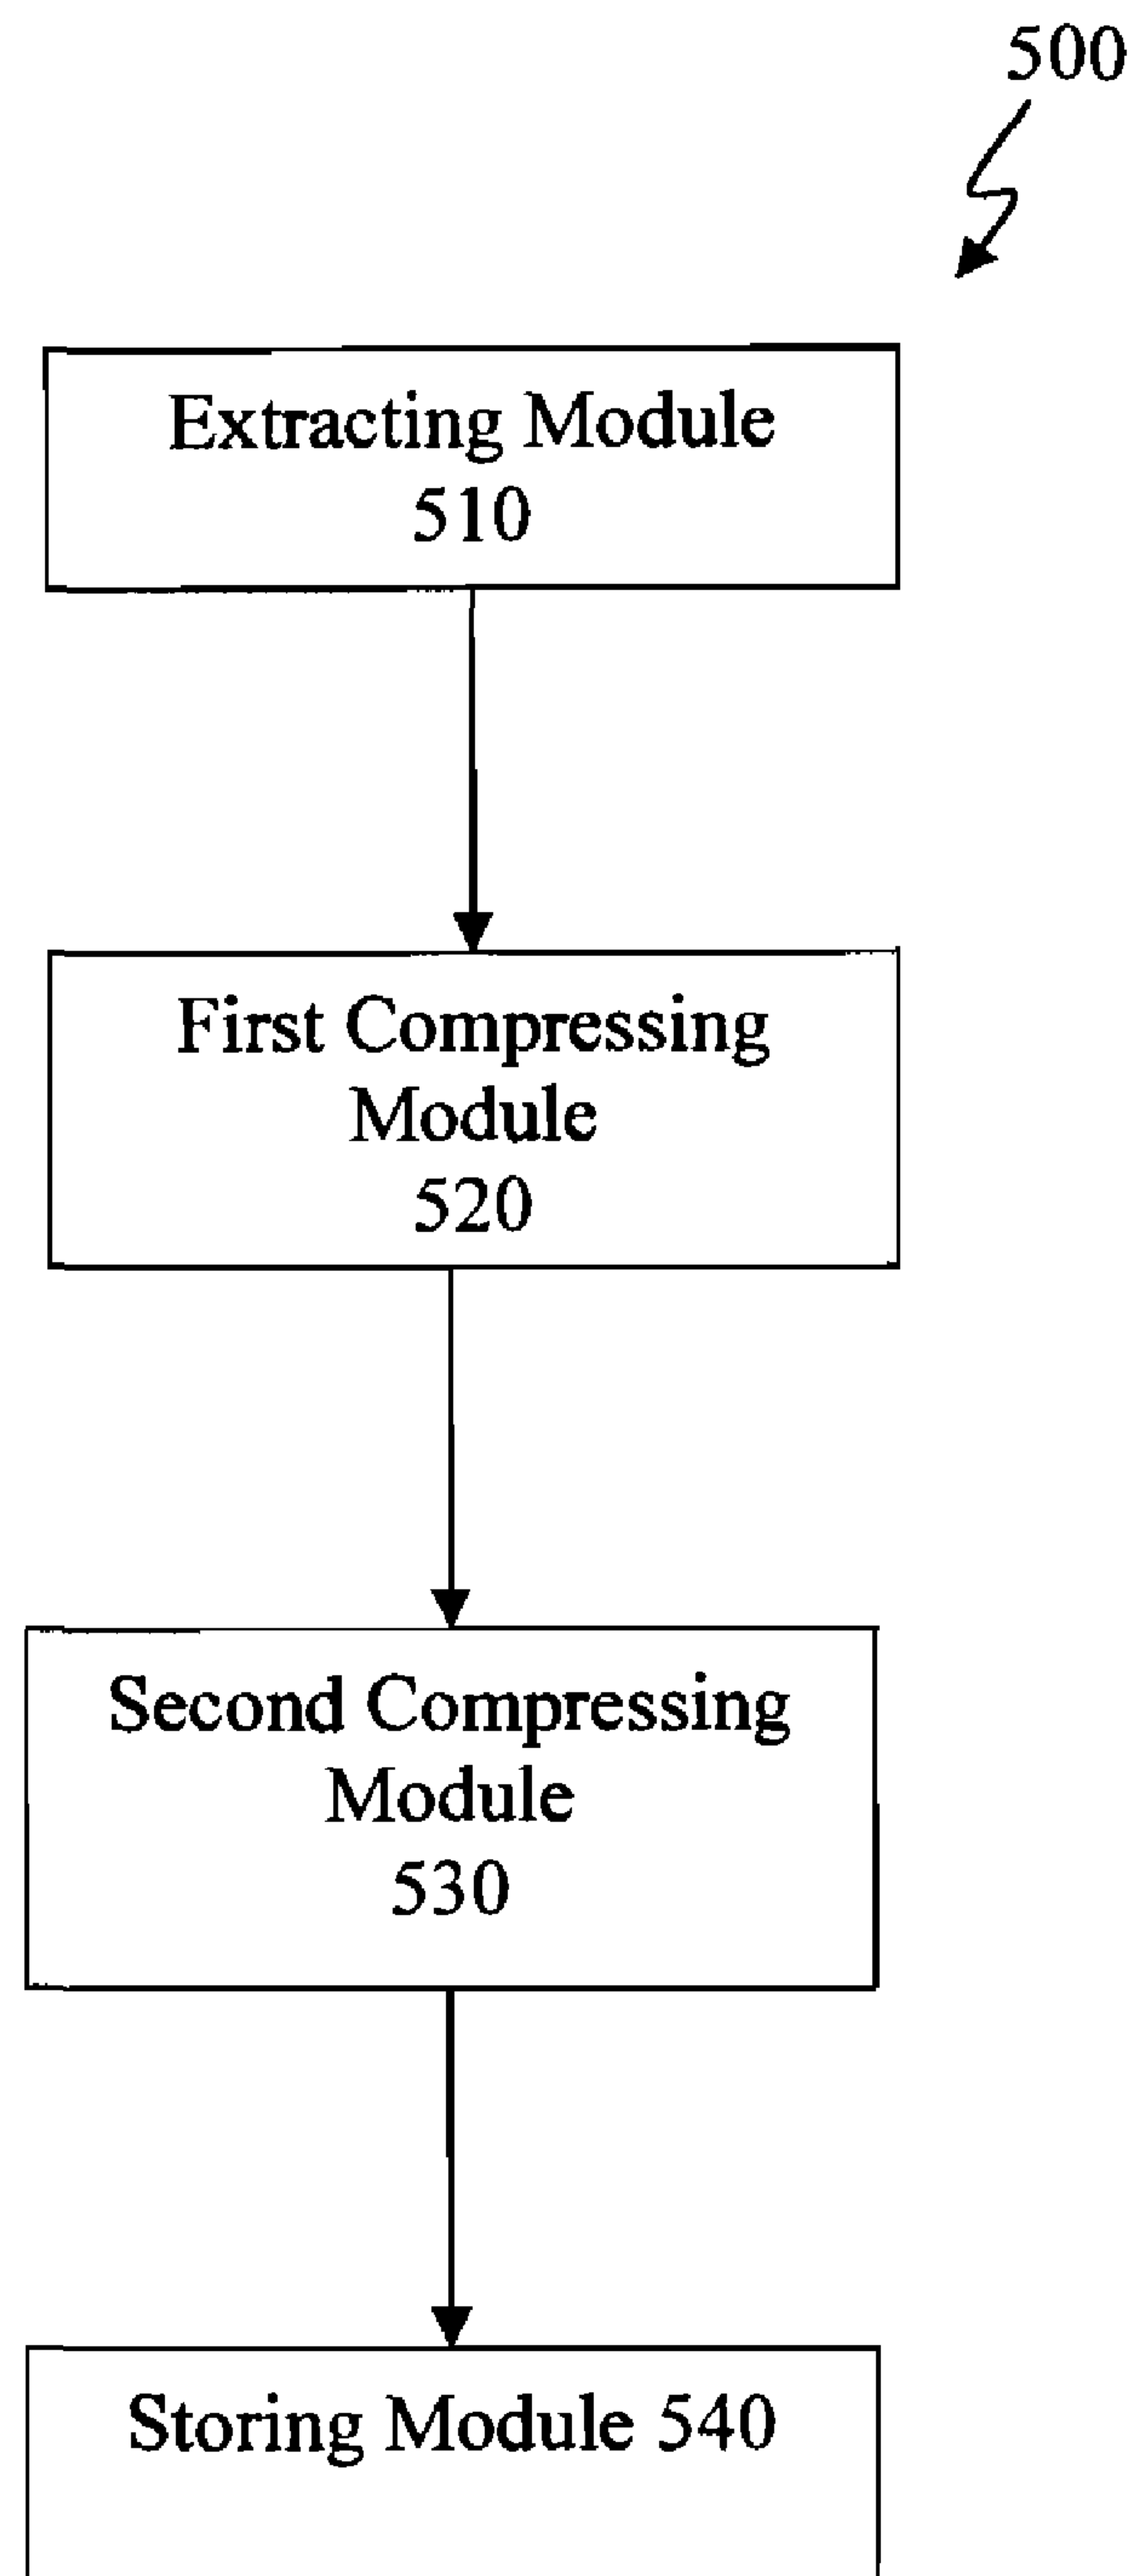 500
Extracting Module
510
First Compressing
Module
520
Second Compressing
Module
530
Storing Module 540